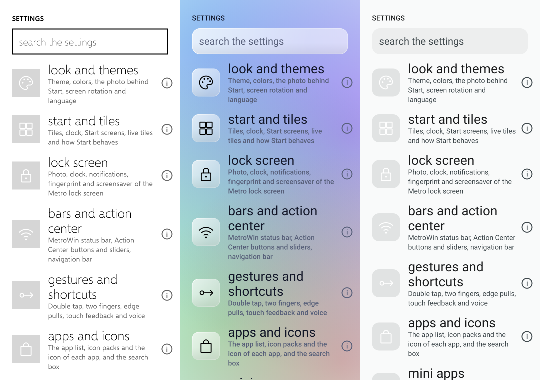 SETTINGS
search the settings
look and themes
Theme, colors, the photo behind
Start, screen rotation and
language
start and tiles
Tiles, clock, Start screens, live tiles
and how Start behaves
lock screen
Photo, clock, notifications,
fingerprint and screensaver of the
Metro lock screen
bars and action
center
MetroWin status bar, Action
Center buttons and sliders,
navigation bar
gestures and
shortcuts
Double tap, two fingers, edge
pulls, touch feedback and voice
apps and icons
The app list, icon packs and the
icon of each app, and the search
box
SETTINGS
search the settings
look and themes
Theme, colors, the photo behind
Start, screen rotation and
language
start and tiles
Tiles, clock, Start screens, live
tiles and how Start behaves
lock screen
Photo, clock, notifications,
fingerprint and screensaver of the
Metro lock screen
bars and action
center
MetroWin status bar, Action
Center buttons and sliders,
navigation bar
gestures and
shortcuts
Double tap, two fingers, edge
pulls, touch feedback and voice
apps and icons
The app list, icon packs and the
icon of each app, and the search
box
SETTINGS
search the settings
look and themes
Theme, colors, the photo behind
Start, screen rotation and
language
start and tiles
Tiles, clock, Start screens, live tiles
and how Start behaves
lock screen
Photo, clock, notifications,
fingerprint and screensaver of the
Metro lock screen
bars and action
center
MetroWin status bar, Action Center
buttons and sliders, navigation bar
gestures and
shortcuts
Double tap, two fingers, edge pulls,
touch feedback and voice
apps and icons
The app list, icon packs and the
icon of each app, and the search
box
mini apps